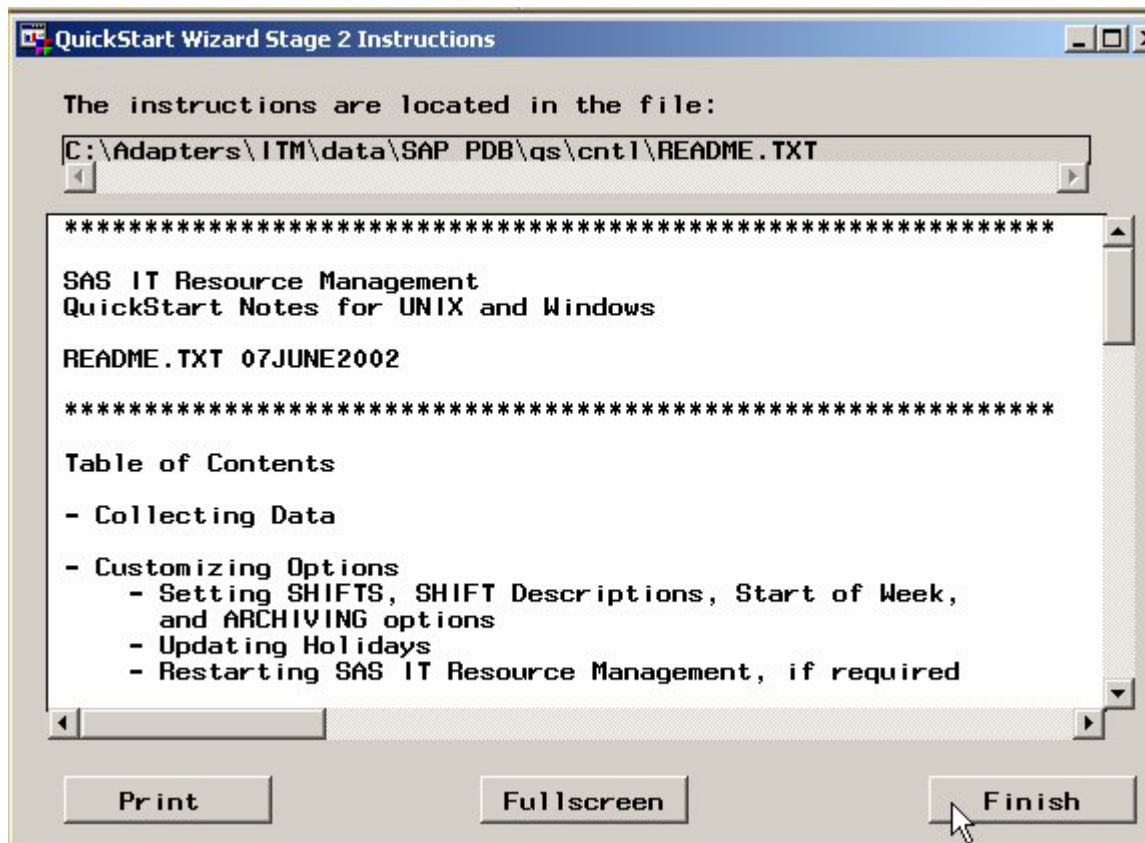 QuickStart Wizard Stage 2 Instructions
The instructions are located in the file:
C:\Adapters\ITM\data\SAP PDB\qs\cntl\README.TXT
**************************************************************
SAS IT Resource Management
QuickStart Notes for UNIX and Windows
README.TXT 07JUNE2002
**************************************************************
Table of Contents
- Collecting Data
- Customizing Options
- Setting SHIFTS, SHIFT Descriptions, Start of Week,
and ARCHIVING options
- Updating Holidays
- Restarting SAS IT Resource Management, if required
Print
Fullscreen
Finish